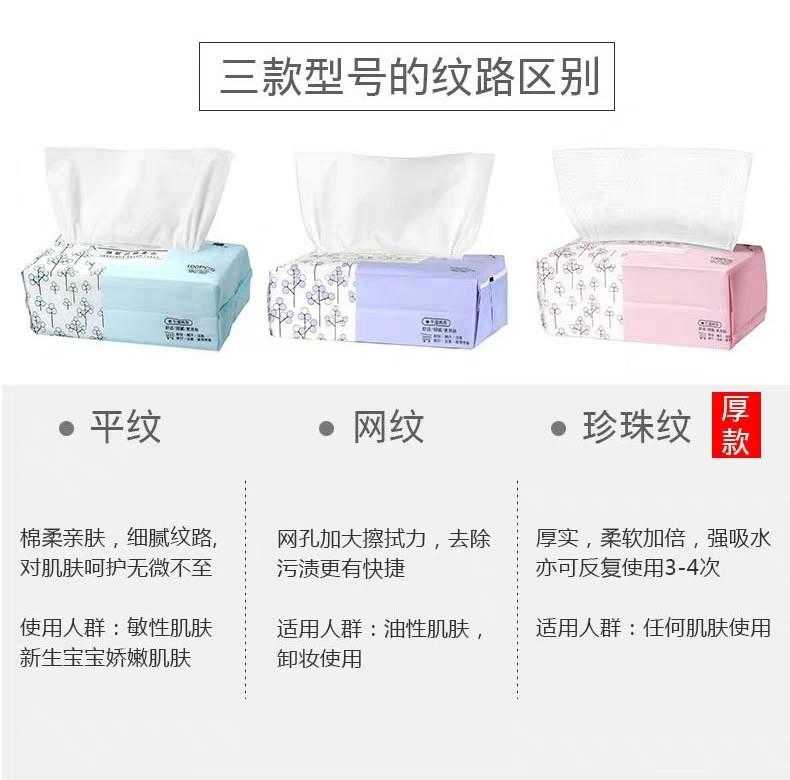 三款型号的纹路区别
100PCS
100PCS
100PCS
● 平纹
● 网纹
● 珍珠纹
厚款
棉柔亲肤，细腻纹路,
对肌肤呵护无微不至
使用人群：敏性肌肤
新生宝宝娇嫩肌肤
网孔加大擦拭力，去除
污渍更有快捷
适用人群：油性肌肤，
卸妆使用
厚实，柔软加倍，强吸水
亦可反复使用3-4次
适用人群：任何肌肤使用